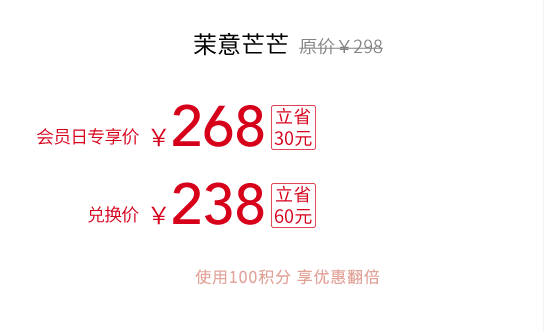 茉意芒芒 原价￥298
会员日专享价 ￥268 立省30元
兑换价 ￥238 立省60元
使用100积分 享优惠翻倍